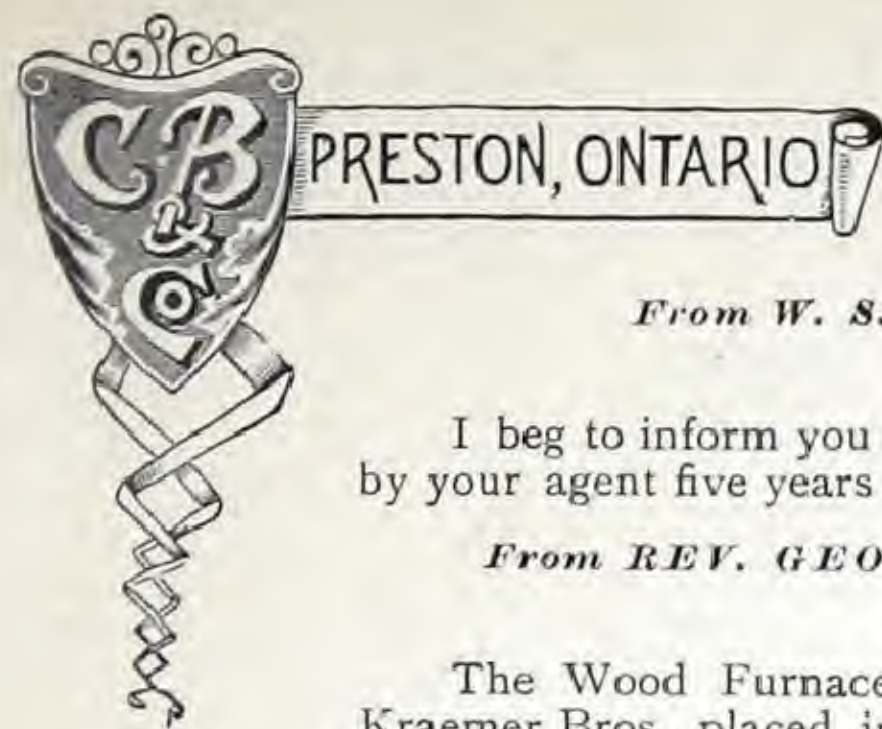 CB
& Co
PRESTON, ONTARIO
From W. S.
I beg to inform you
by your agent five years
From REV. GEO
The Wood Furnace
Kraemer Bros. placed in